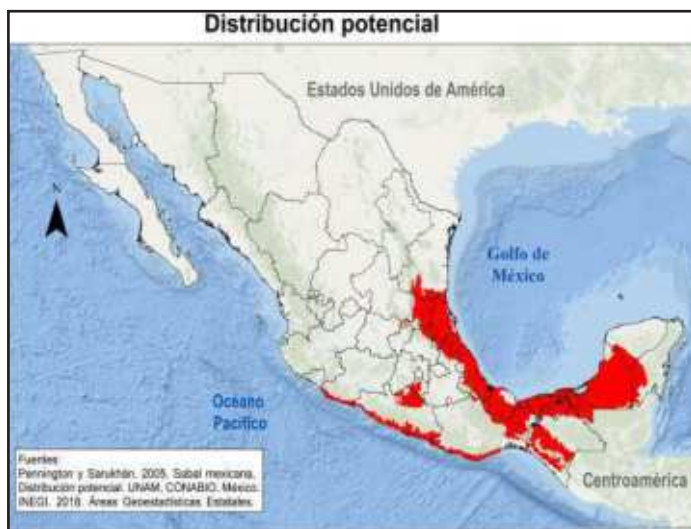 Distribución potencial
Estados Unidos de América
N
Golfo de
México
Oceano
Pacífico
Fuentes:
Pennington y Sarukhán, 2005. Sabal mexicana,
Distribución potencial. UNAM, CONABIO, México.
INEGI. 2018. Áreas Geoestadísticas Estatales.
Centroamérica